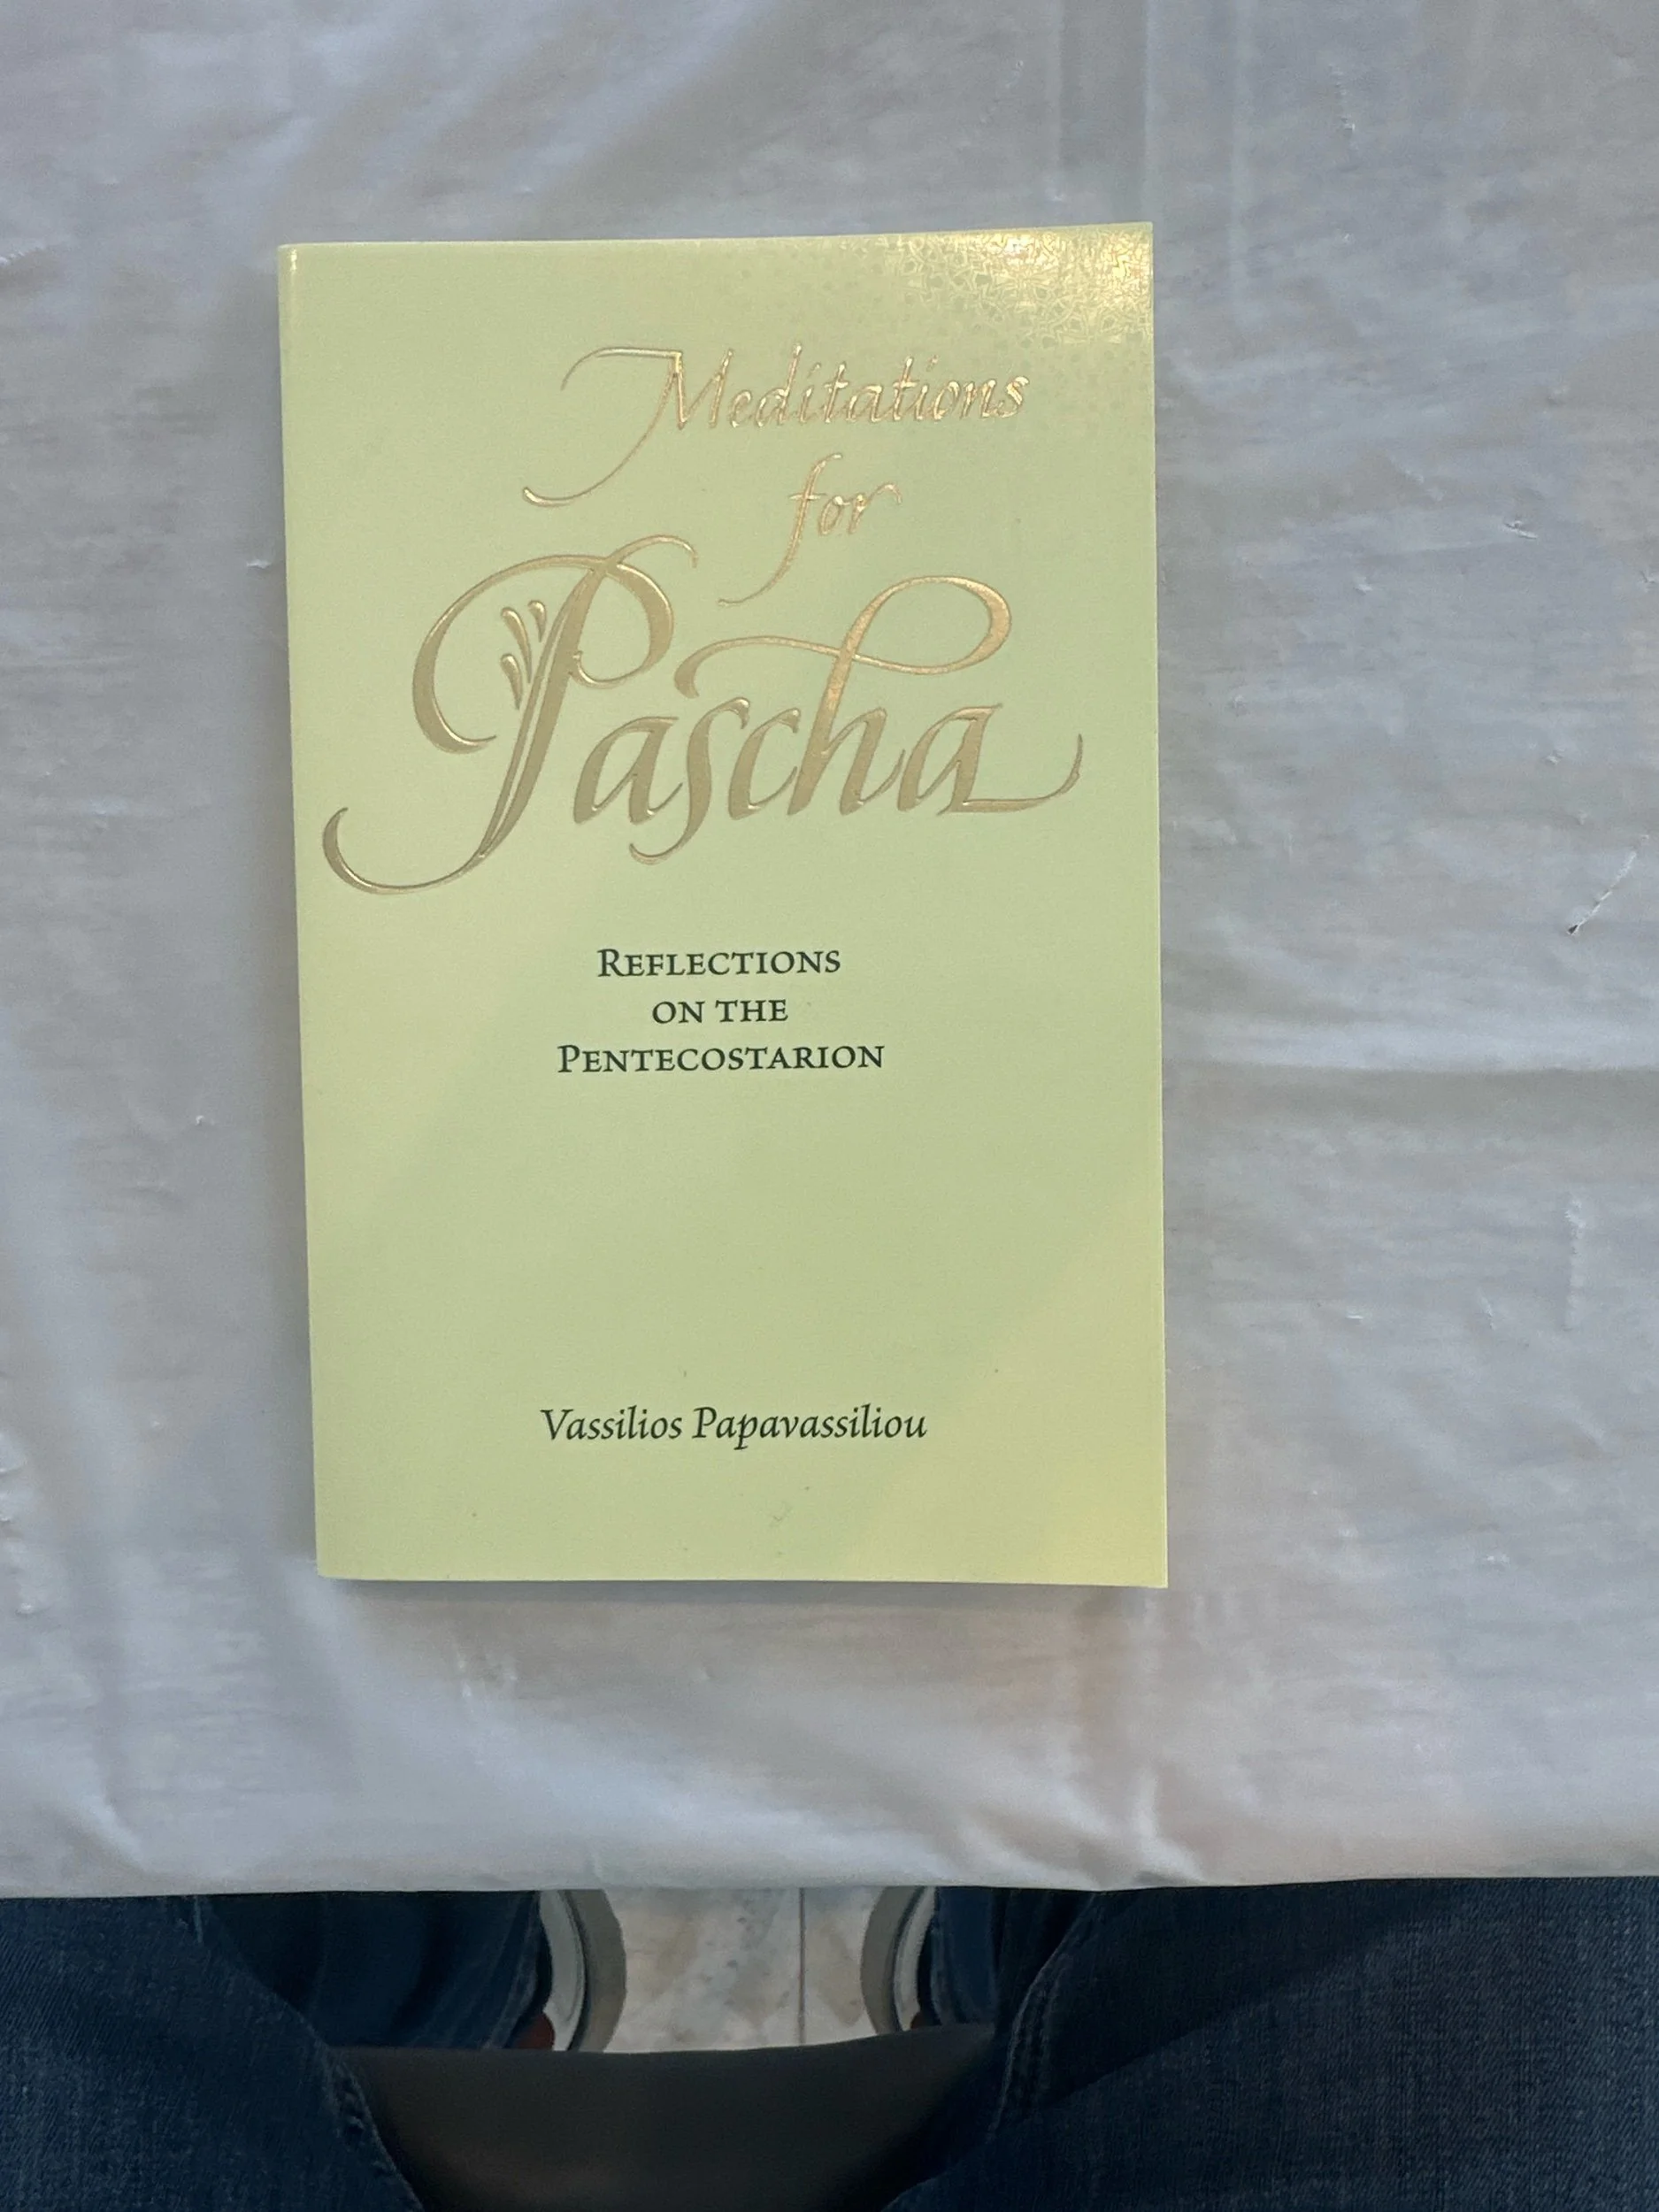 Meditations
for
Pascha
REFLECTIONS
ON THE
PENTECOSTARION
Vassilios Papavassiliou